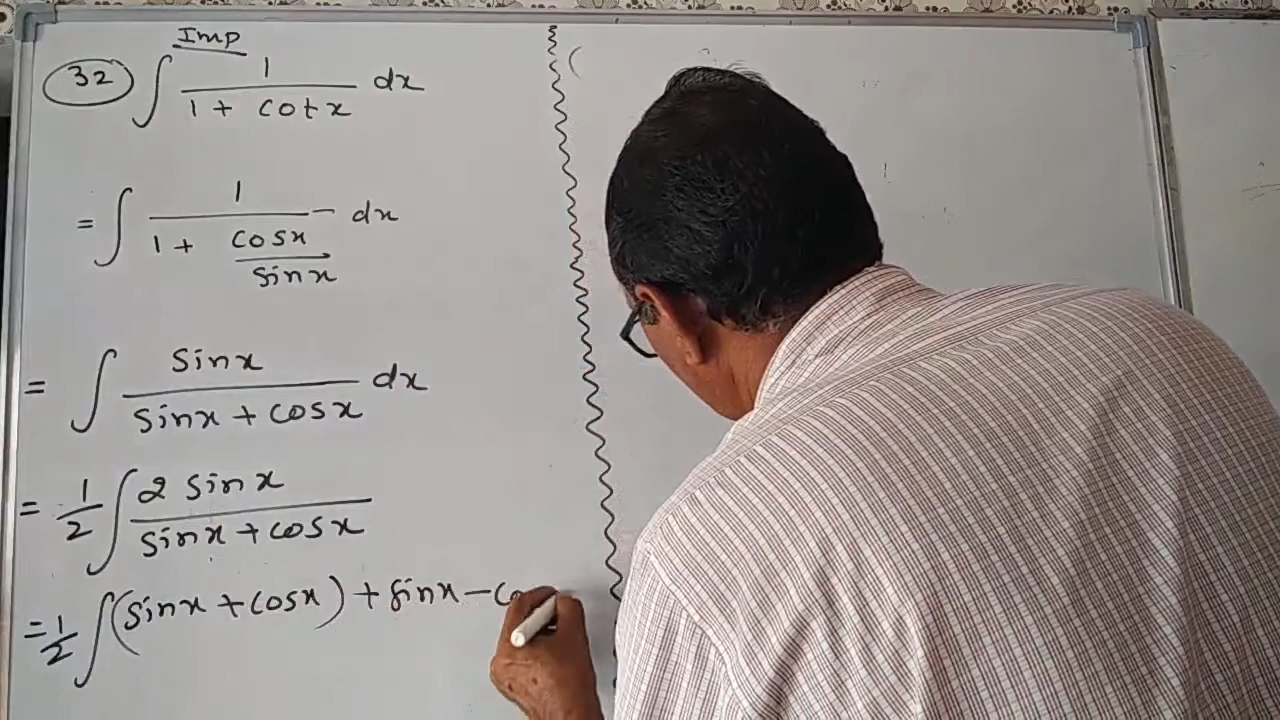 Imp
32 ∫ 1/(1 + cot x) dx
= ∫ 1/(1 + cos x/sin x) dx
= ∫ sin x/(sin x + cos x) dx
= 1/2 ∫ 2 sin x/(sin x + cos x)
= 1/2 ∫ (sin x + cos x) + sin x - co